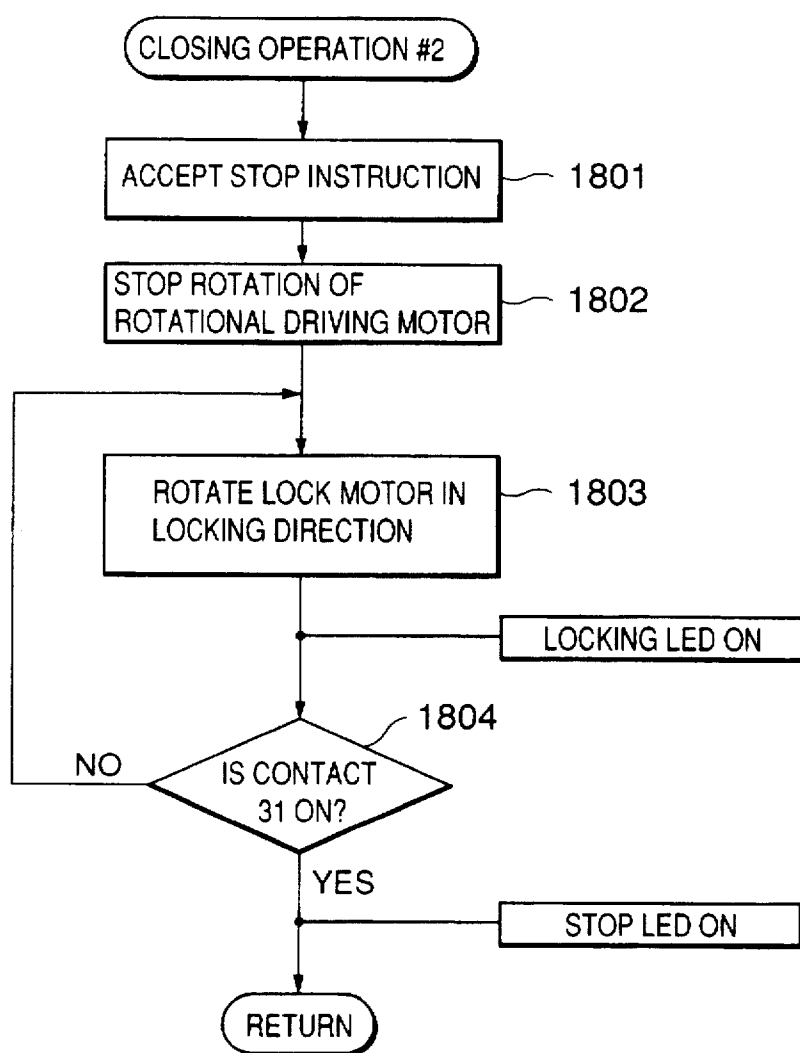 CLOSING OPERATION #2
ACCEPT STOP INSTRUCTION
1801
STOP ROTATION OF
ROTATIONAL DRIVING MOTOR
1802
ROTATE LOCK MOTOR IN
LOCKING DIRECTION
1803
LOCKING LED ON
1804
IS CONTACT
31 ON?
NO
YES
STOP LED ON
RETURN